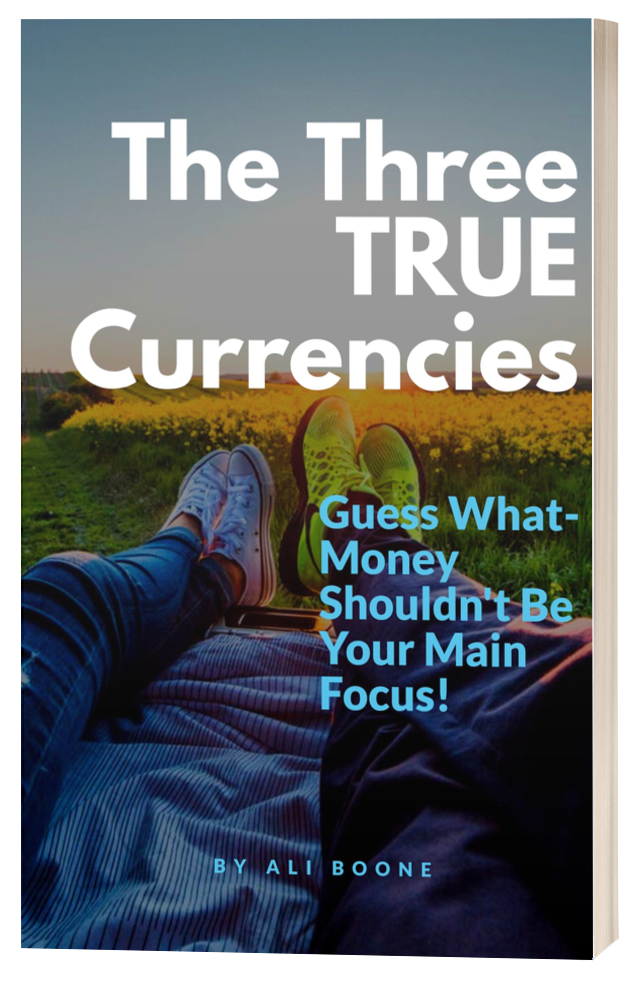 The Three
TRUE
Currencies
Guess What-
Money
Shouldn't Be
Your Main
Focus!
BY ALI BOONE